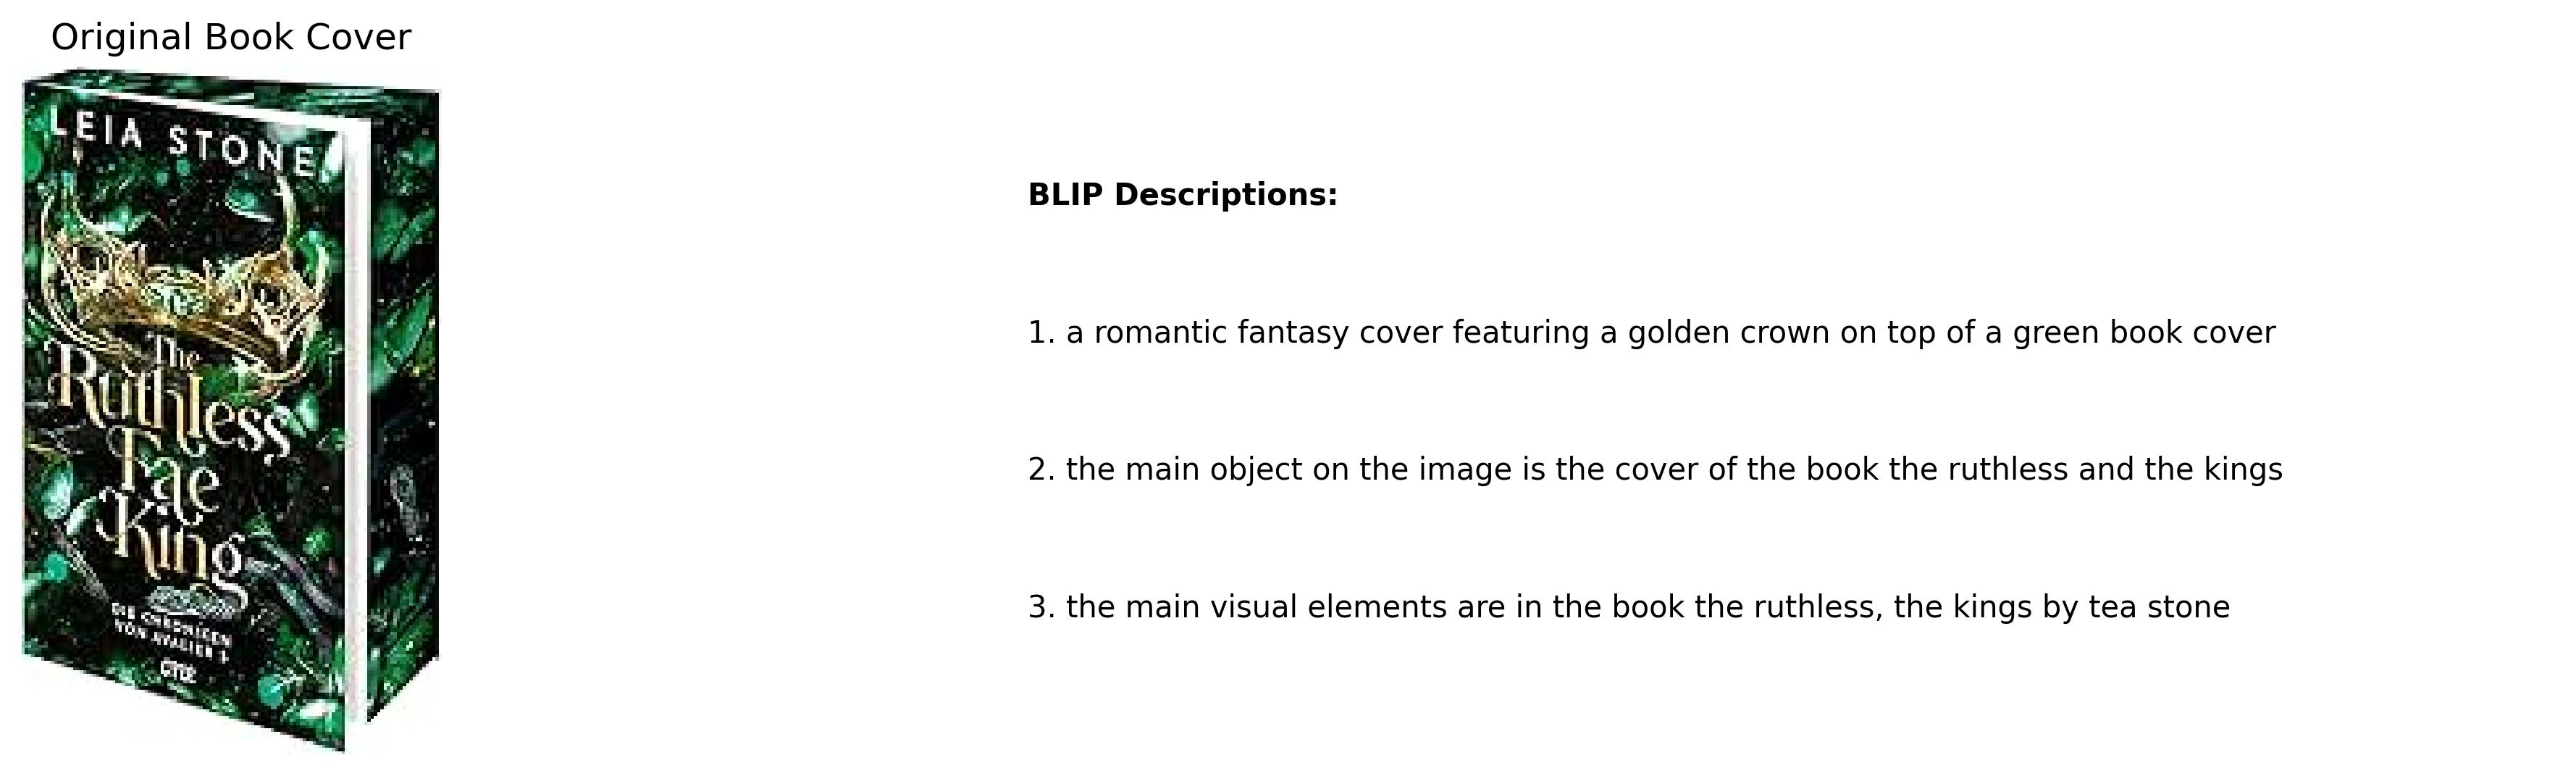 Original Book Cover
LEIA STONE
The
Ruthless
Fae
King
DIE CHRONIKEN
VON AVALIER 3
BLIP Descriptions:
1. a romantic fantasy cover featuring a golden crown on top of a green book cover
2. the main object on the image is the cover of the book the ruthless and the kings
3. the main visual elements are in the book the ruthless, the kings by tea stone